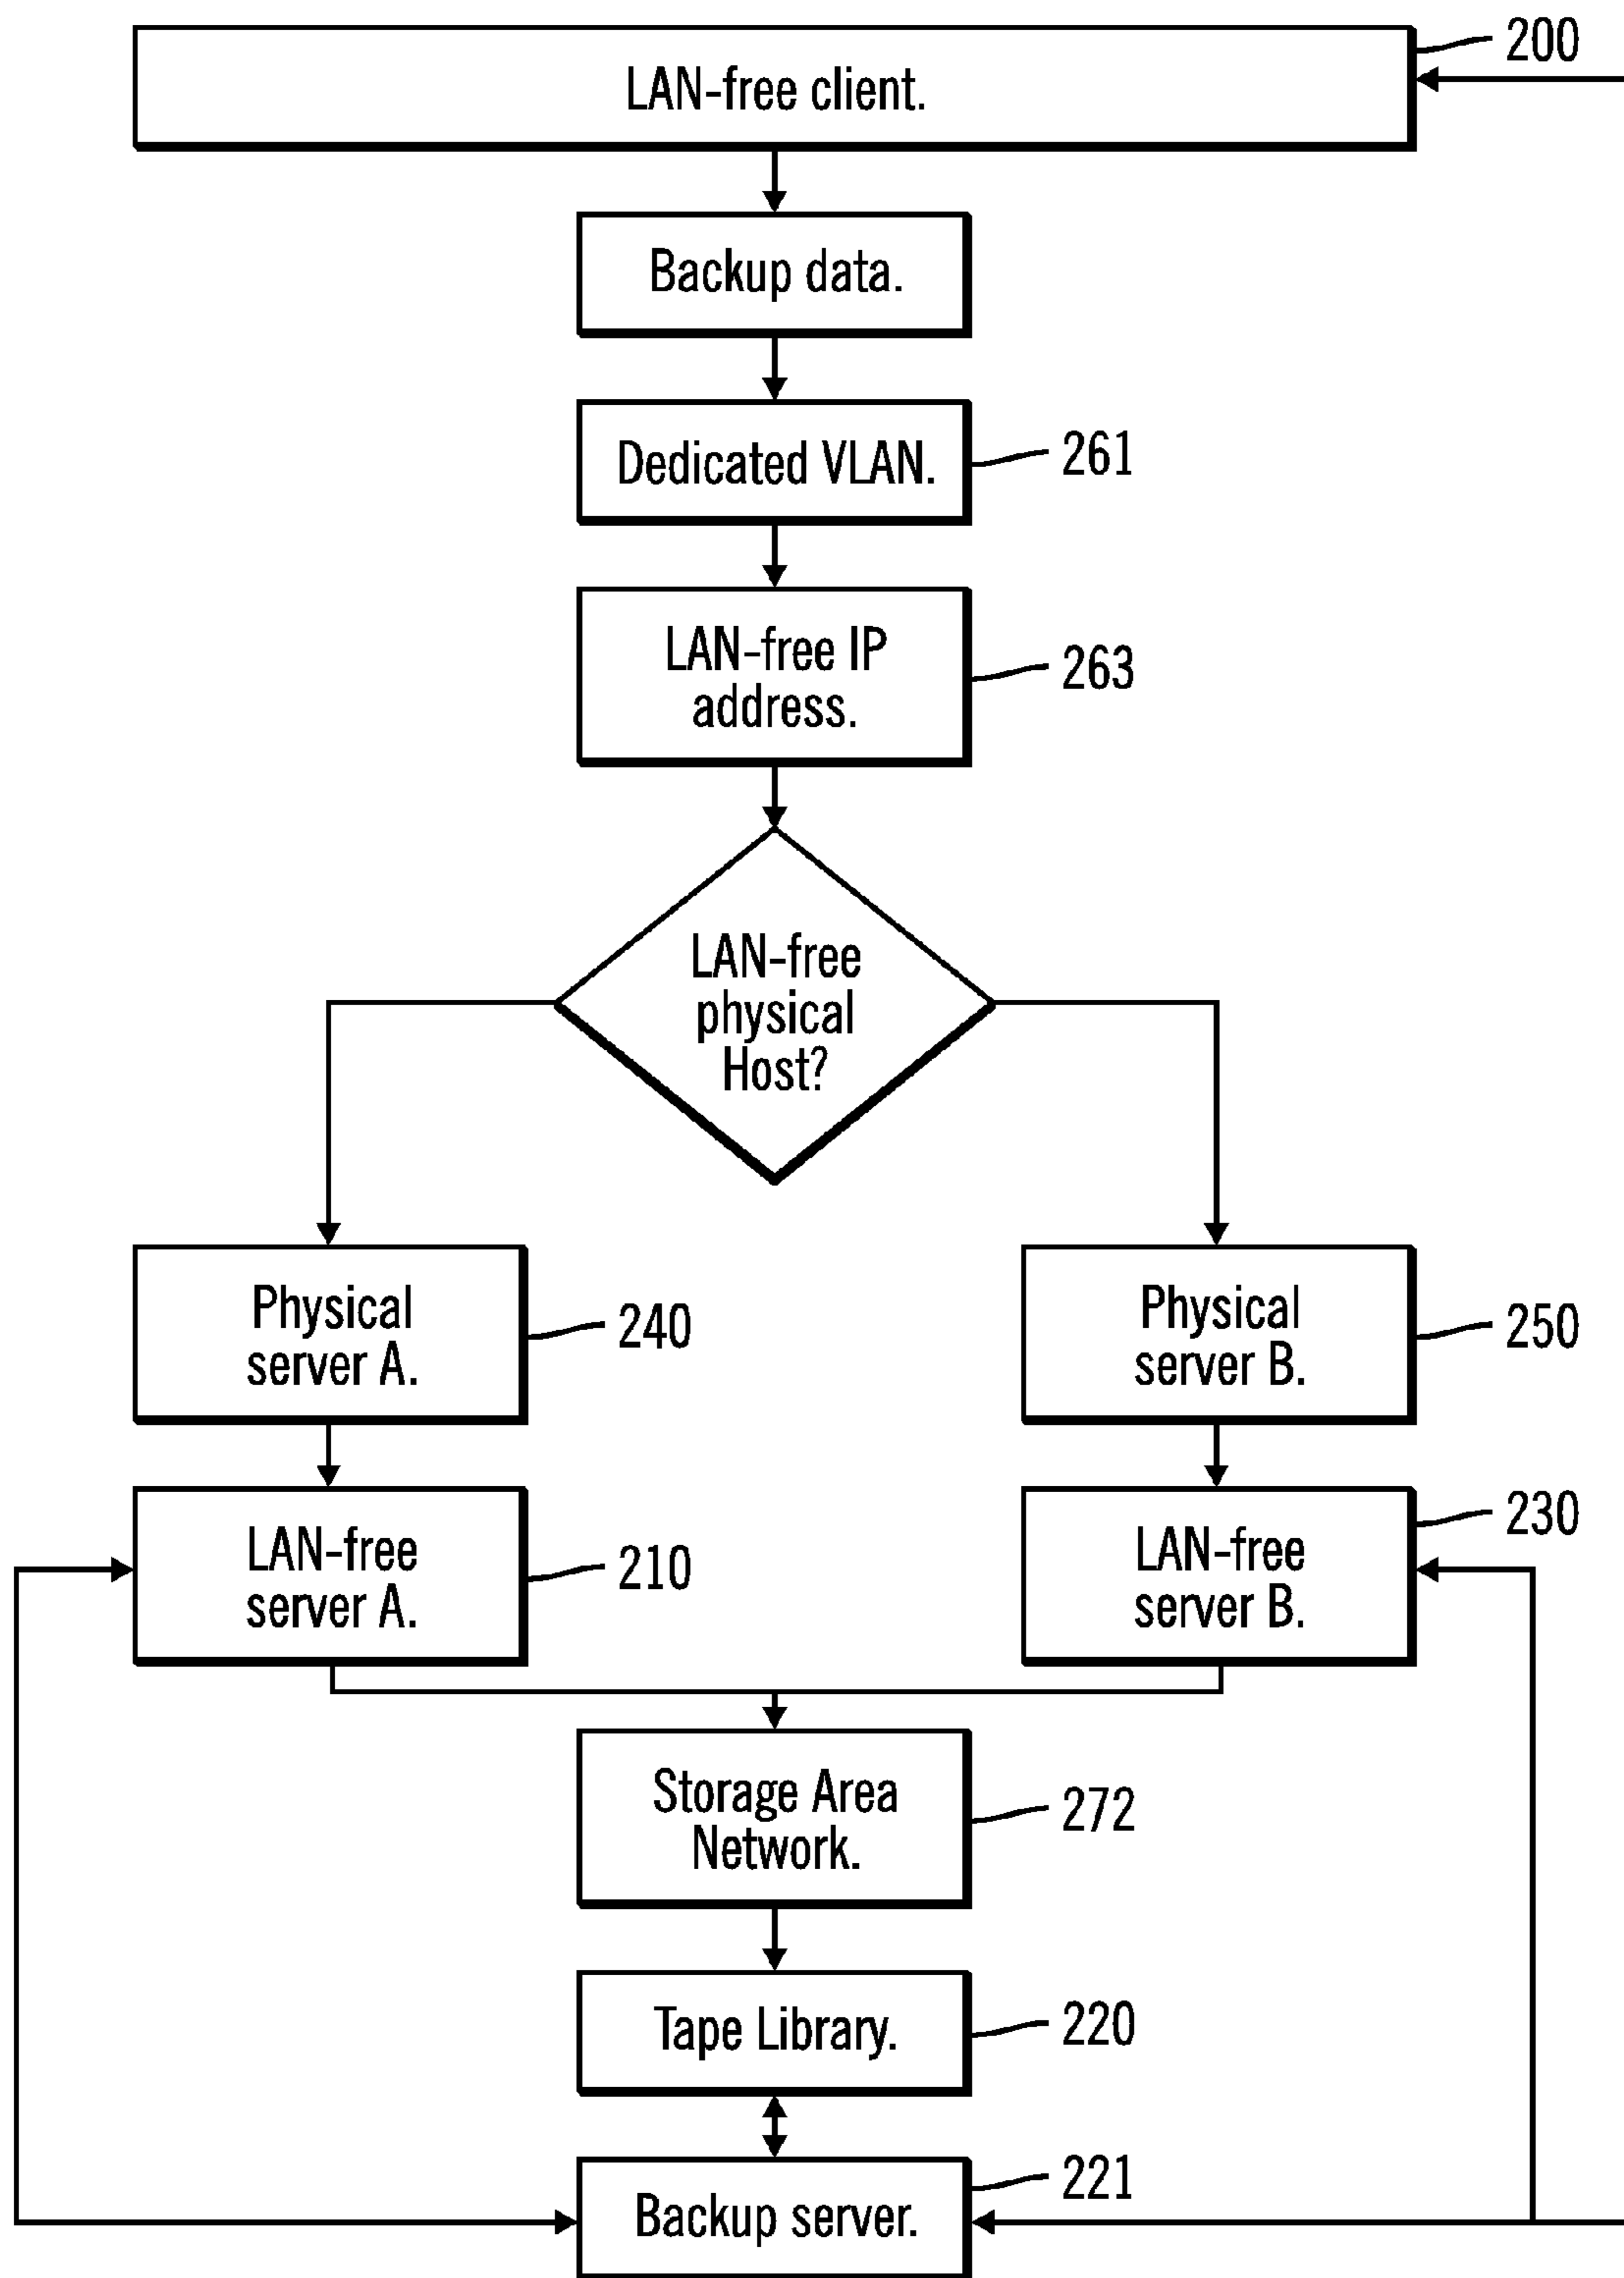 200
LAN-free client.
Backup data.
Dedicated VLAN.
261
LAN-free IP
address.
263
LAN-free
physical
Host?
Physical
server A.
240
Physical
server B.
250
LAN-free
server A.
210
LAN-free
server B.
230
Storage Area
Network.
272
Tape Library.
220
Backup server.
221